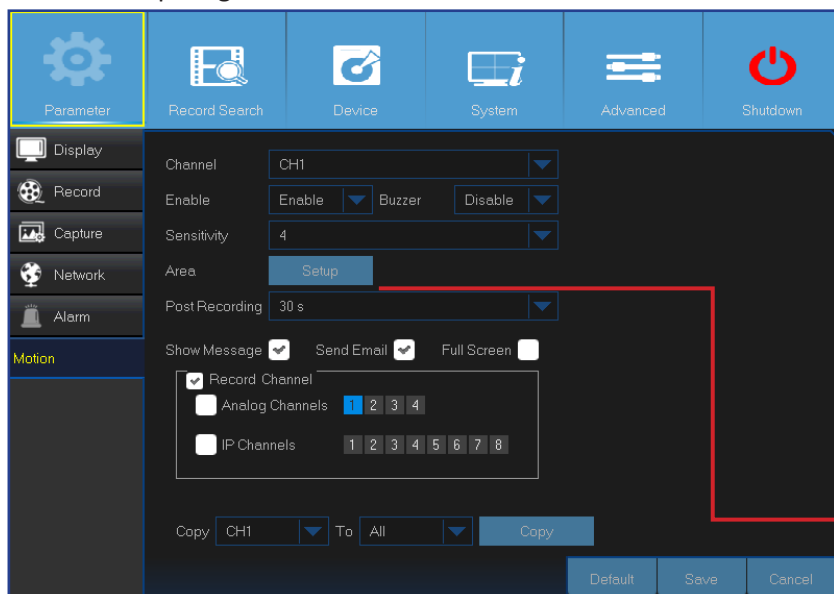 Parameter Record Search Device System Advanced Shutdown
Display
Record
Capture
Network
Alarm
Motion
Channel CH1
Enable Enable Buzzer Disable
Sensitivity 4
Area Setup
Post Recording 30 s
Show Message Send Email Full Screen
Record Channel
Analog Channels 1 2 3 4
IP Channels 1 2 3 4 5 6 7 8
Copy CH1 To All Copy
Default Save Cancel